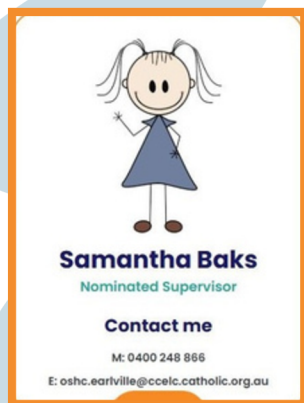 Samantha Baks
Nominated Supervisor
Contact me
M: 0400 248 866
E: oshc.earlville@ccelc.catholic.org.au